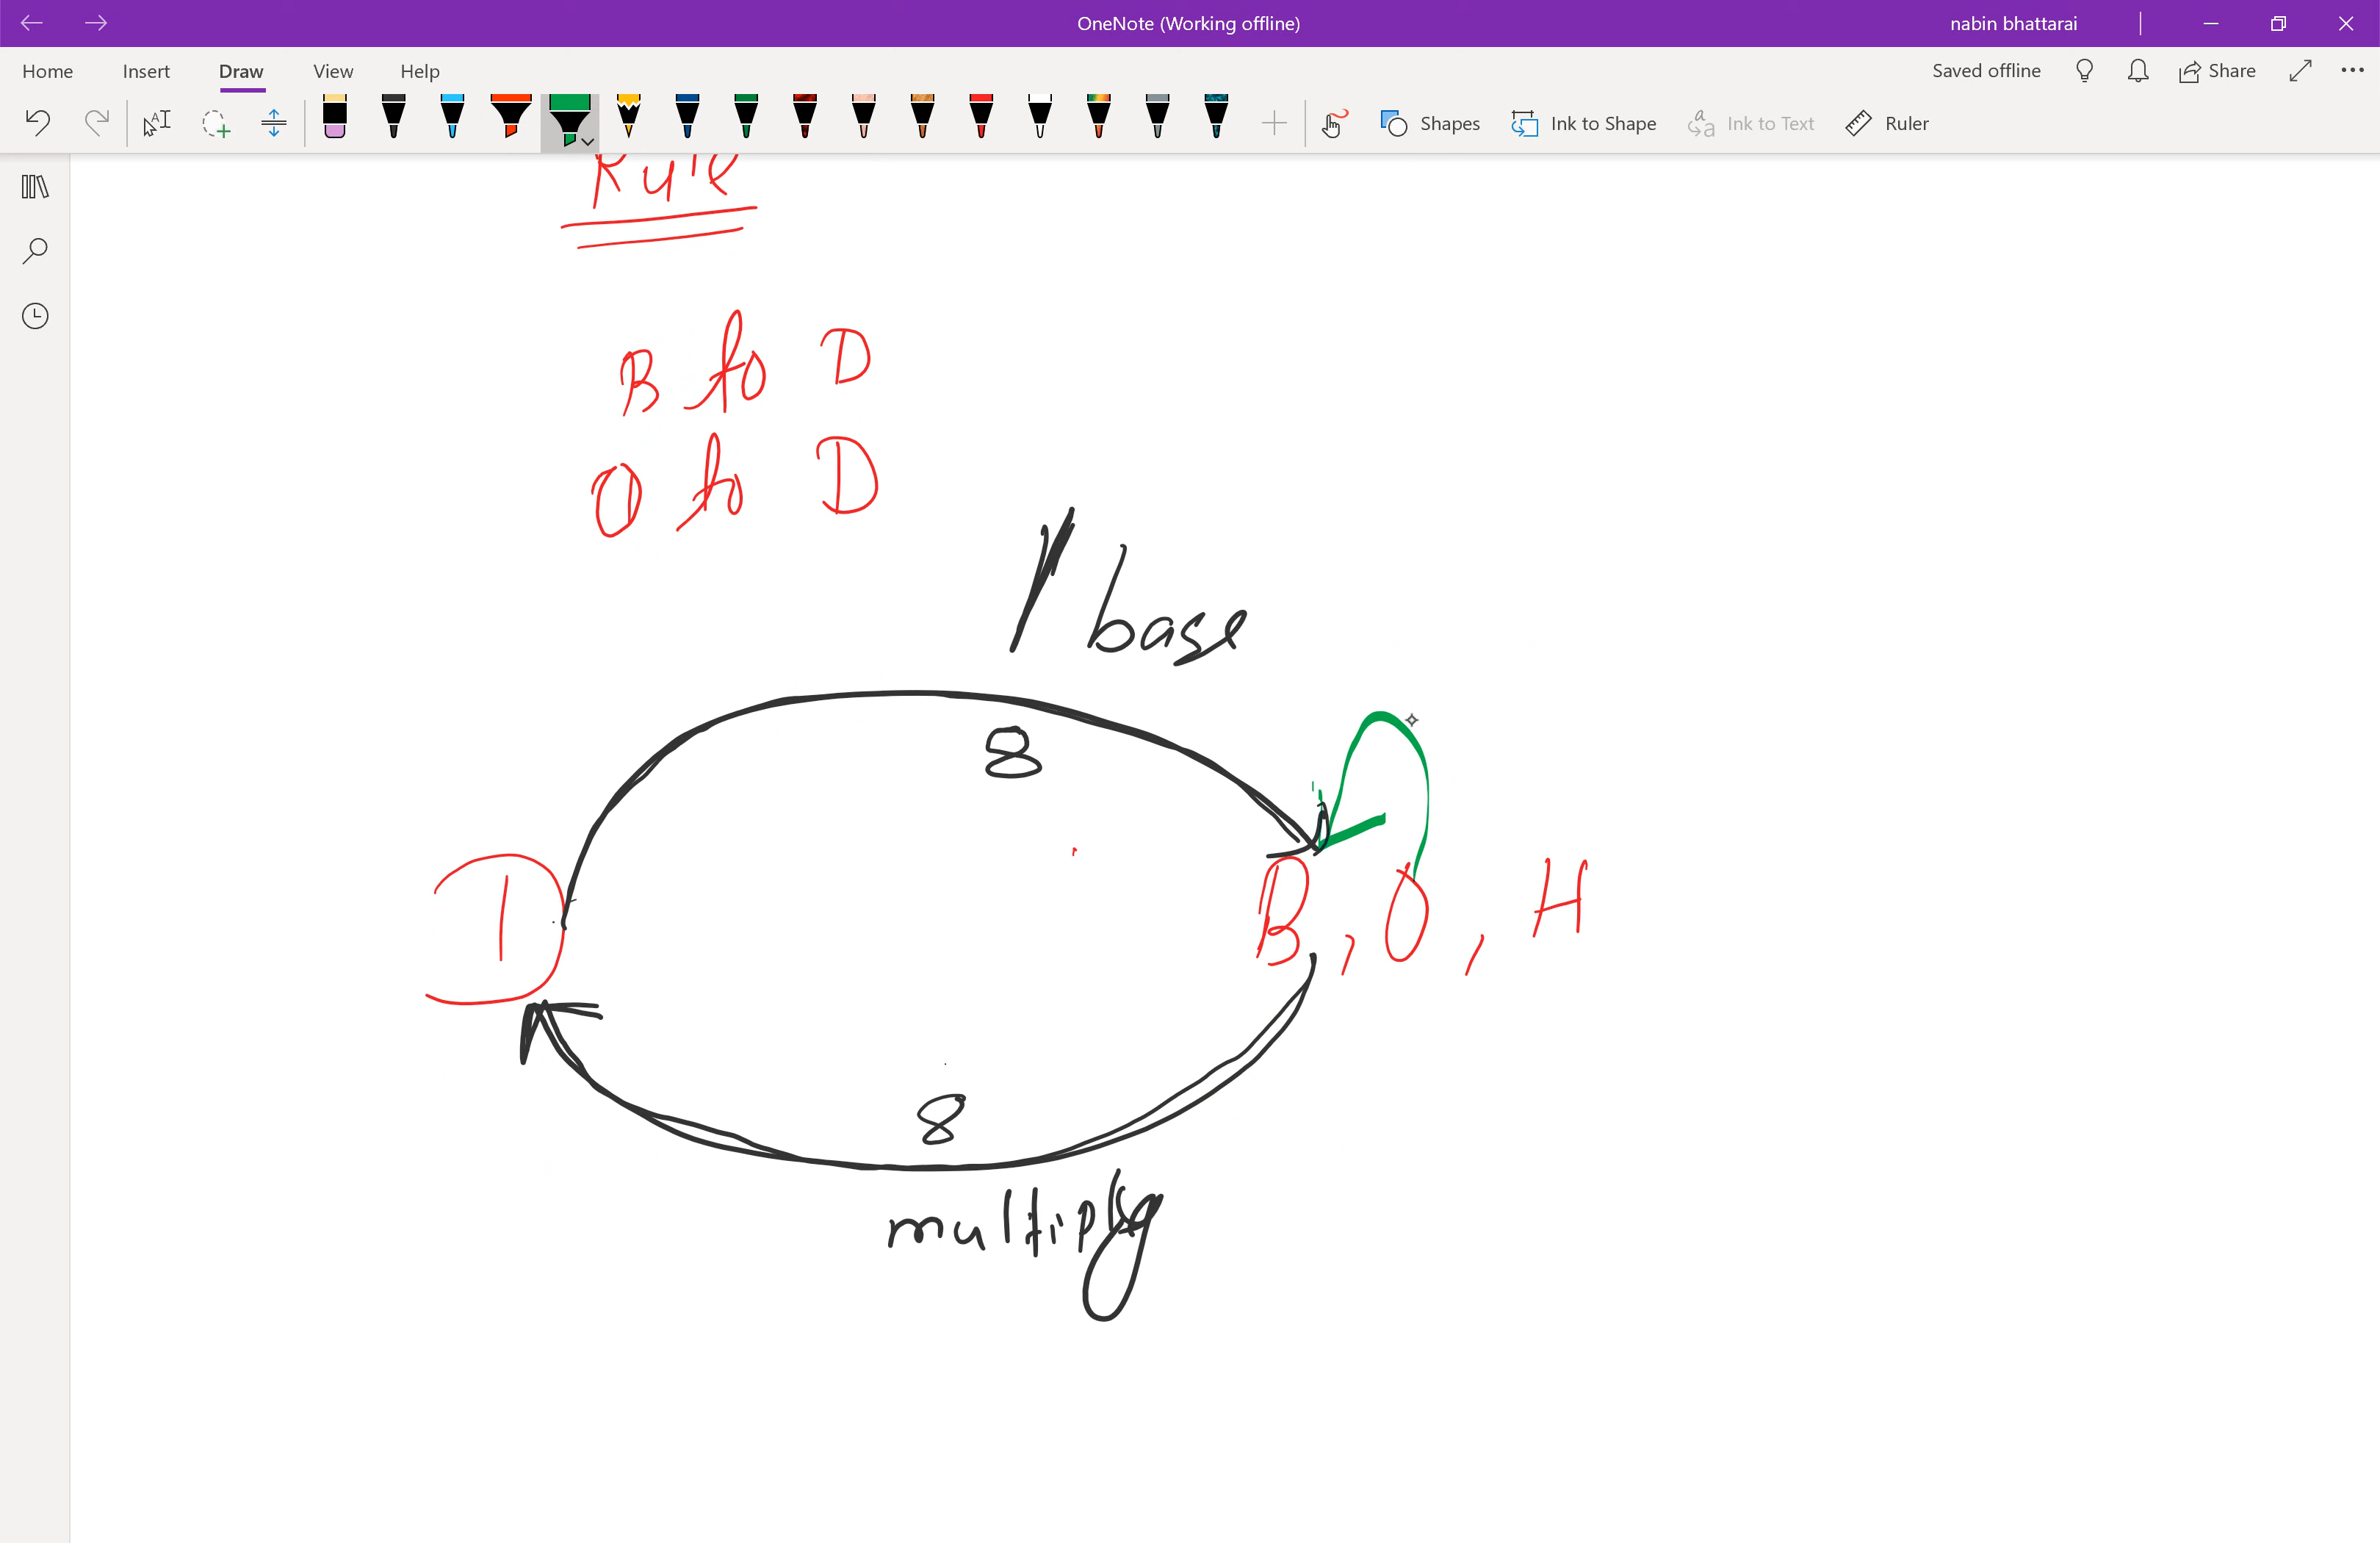 OneNote (Working offline)
nabin bhattarai
Home Insert Draw View Help
Saved offline Share
Shapes Ink to Shape Ink to Text Ruler
Rule
B to D
O to D
/ base
8
D
B, O, H
8
multiply